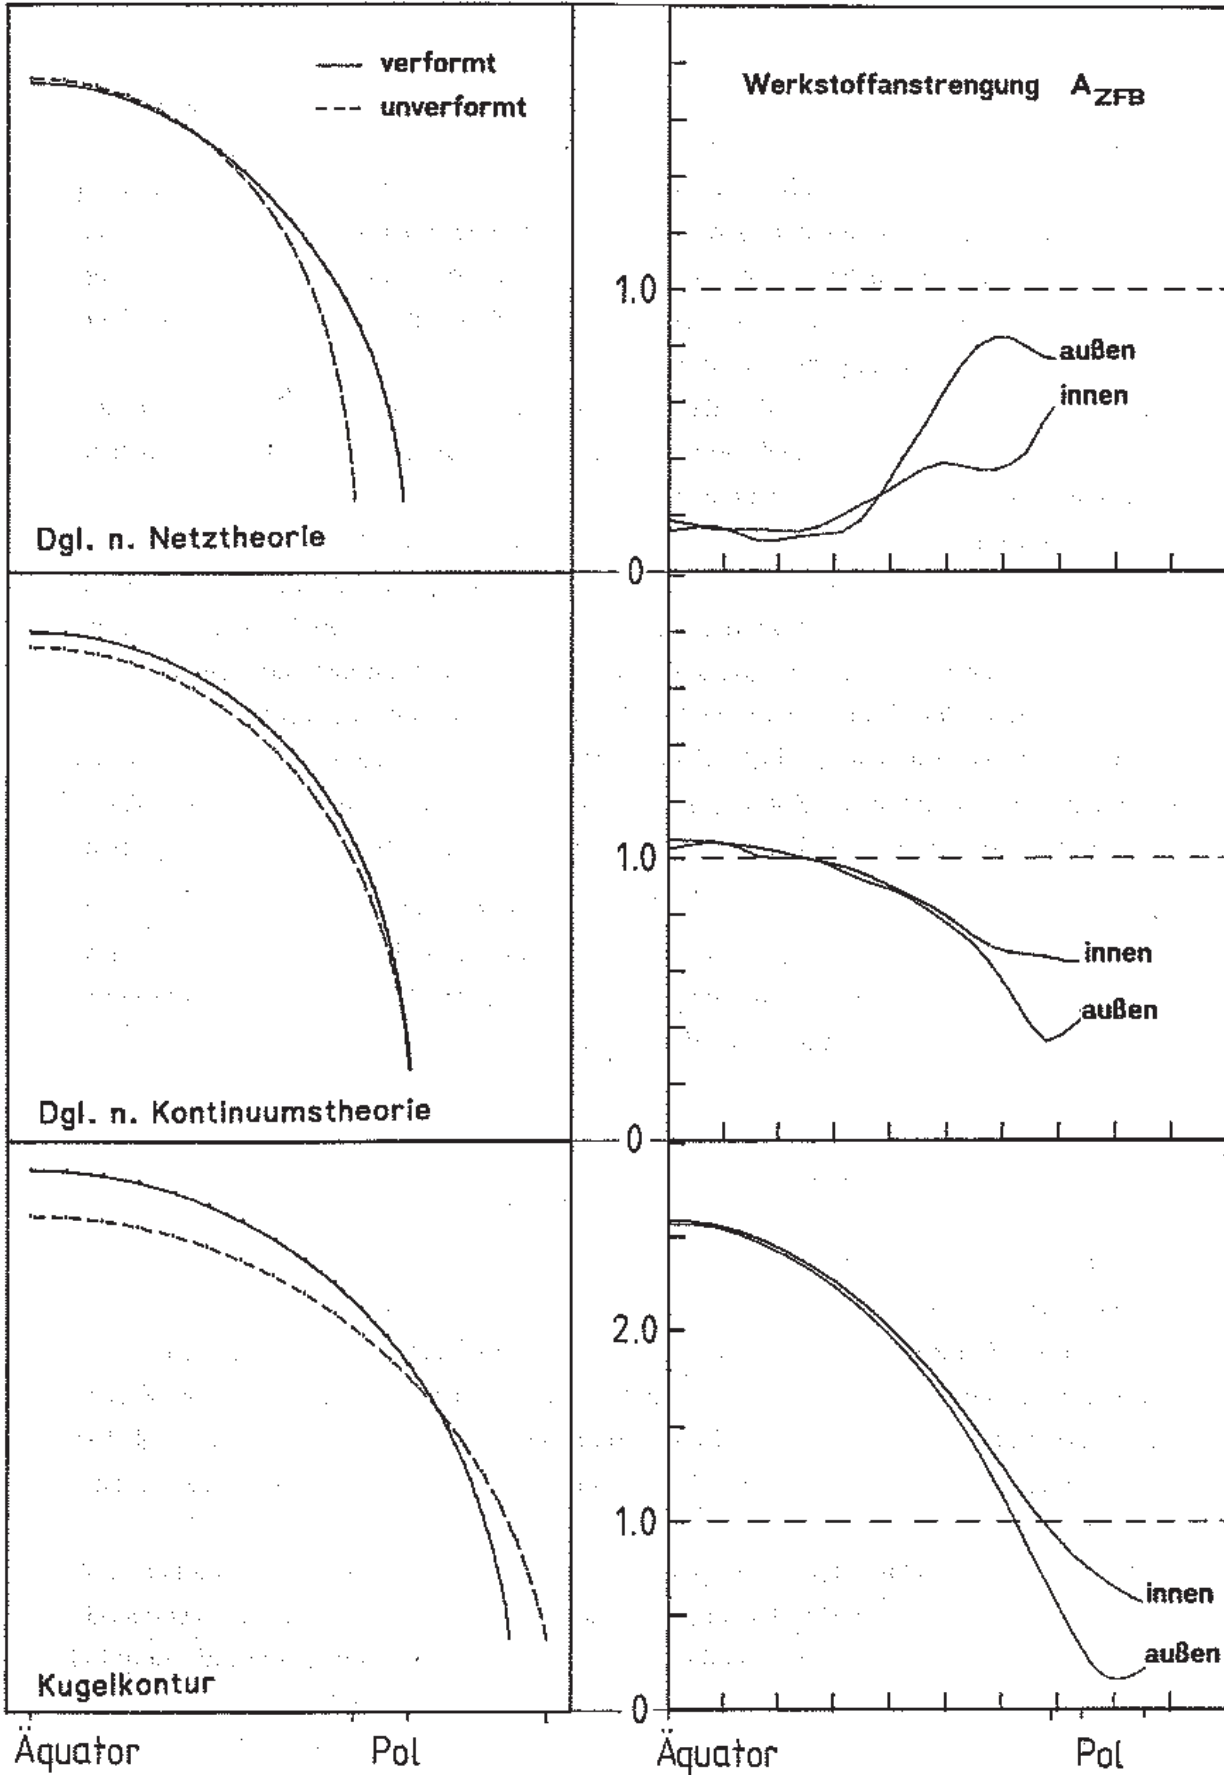 verformt
unverformt
Dgl. n. Netztheorie
Werkstoffanstrengung A_ZFB
1.0
außen
innen
0
Dgl. n. Kontinuumstheorie
1.0
innen
außen
0
Kugelkontur
2.0
1.0
innen
außen
0
Äquator Pol
Äquator Pol